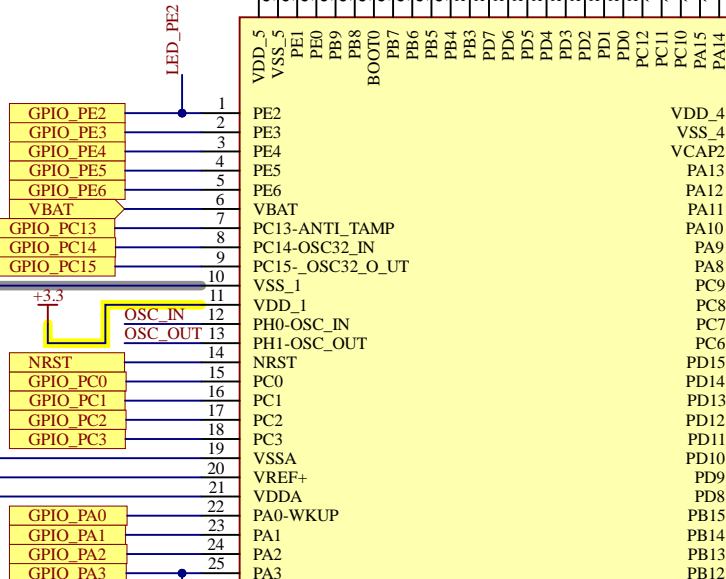 LED_PE2
VDD_5
VSS_5
PE1
PE0
PB9
PB8
BOOT0
PB7
PB6
PB5
PB4
PB3
PD7
PD6
PD5
PD4
PD3
PD2
PD1
PD0
PC12
PC11
PC10
PA15
PA14
GPIO_PE2 1 PE2 VDD_4
GPIO_PE3 2 PE3 VSS_4
GPIO_PE4 3 PE4 VCAP2
GPIO_PE5 4 PE5 PA13
GPIO_PE6 5 PE6 PA12
VBAT 6 VBAT PA11
GPIO_PC13 7 PC13-ANTI_TAMP PA10
GPIO_PC14 8 PC14-OSC32_IN PA9
GPIO_PC15 9 PC15-_OSC32_O_UT PA8
10 VSS_1 PC9
+3.3 11 VDD_1 PC8
OSC_IN 12 PH0-OSC_IN PC7
OSC_OUT 13 PH1-OSC_OUT PC6
NRST 14 NRST PD15
GPIO_PC0 15 PC0 PD14
GPIO_PC1 16 PC1 PD13
GPIO_PC2 17 PC2 PD12
GPIO_PC3 18 PC3 PD11
19 VSSA PD10
20 VREF+ PD9
21 VDDA PD8
GPIO_PA0 22 PA0-WKUP PB15
GPIO_PA1 23 PA1 PB14
GPIO_PA2 24 PA2 PB13
GPIO_PA3 25 PA3 PB12